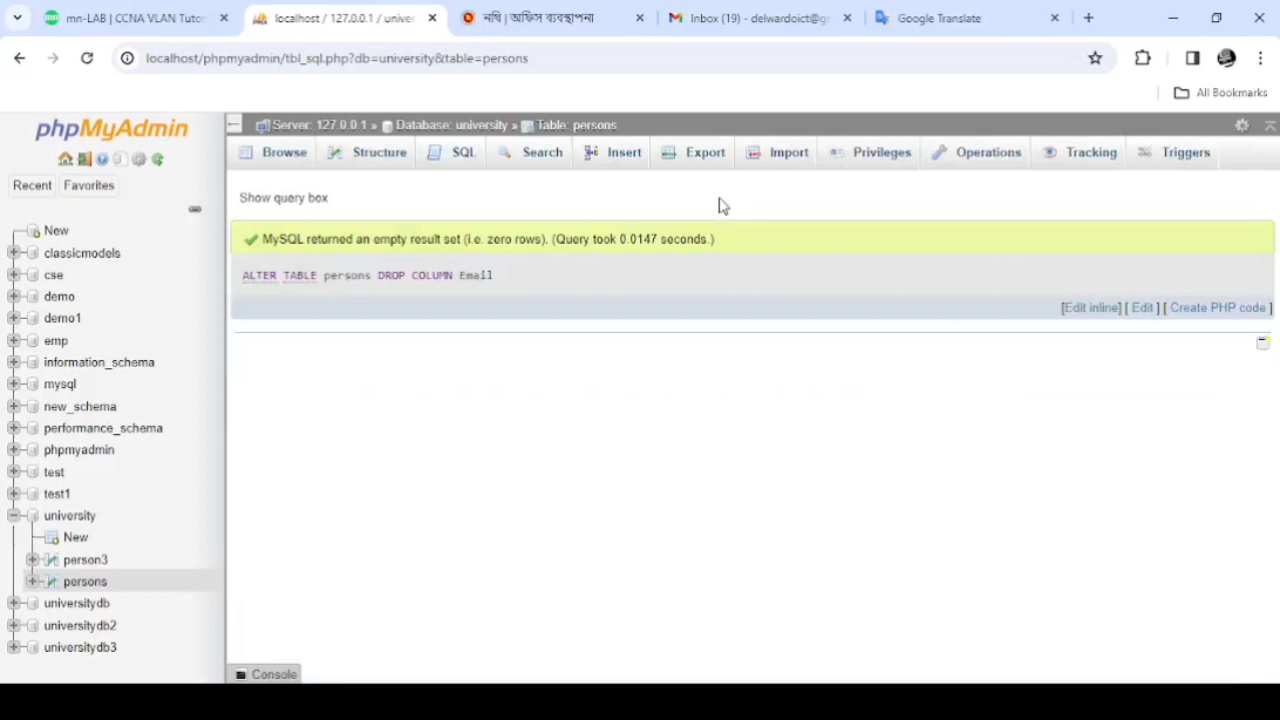 mn-LAB | CCNA VLAN Tutor
localhost / 127.0.0.1 / univer
নথি | অফিস ব্যবস্থাপনা
Inbox (19) - delwardoict@g
Google Translate
localhost/phpmyadmin/tbl_sql.php?db=university&table=persons
All Bookmarks
phpMyAdmin
Recent
Favorites
New
classicmodels
cse
demo
demo1
emp
information_schema
mysql
new_schema
performance_schema
phpmyadmin
test
test1
university
New
person3
persons
universitydb
universitydb2
universitydb3
Server: 127.0.0.1 » Database: university » Table: persons
Browse Structure SQL Search Insert Export Import Privileges Operations Tracking Triggers
Show query box
MySQL returned an empty result set (i.e. zero rows). (Query took 0.0147 seconds.)
ALTER TABLE persons DROP COLUMN Email
[Edit inline] [ Edit ] [ Create PHP code ]
Console